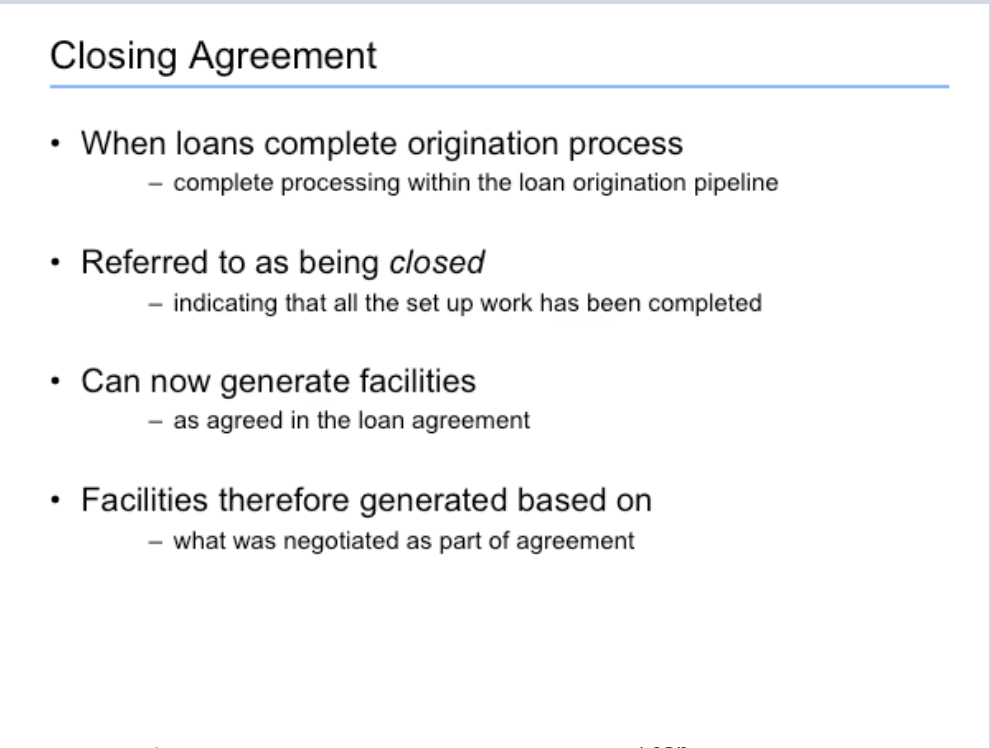 Closing Agreement
• When loans complete origination process
– complete processing within the loan origination pipeline
• Referred to as being closed
– indicating that all the set up work has been completed
• Can now generate facilities
– as agreed in the loan agreement
• Facilities therefore generated based on
– what was negotiated as part of agreement